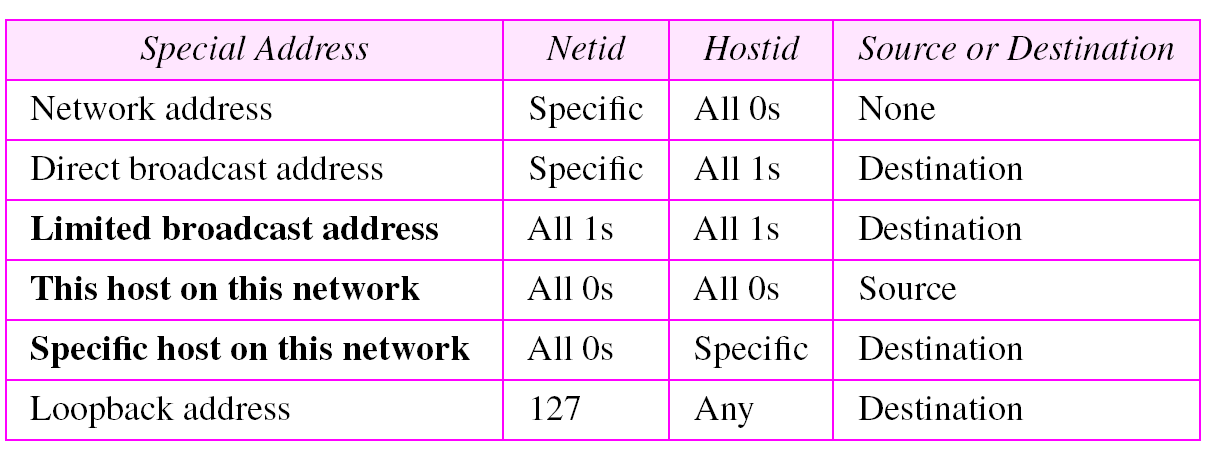 Special Address Netid Hostid Source or Destination
Network address Specific All 0s None
Direct broadcast address Specific All 1s Destination
Limited broadcast address All 1s All 1s Destination
This host on this network All 0s All 0s Source
Specific host on this network All 0s Specific Destination
Loopback address 127 Any Destination